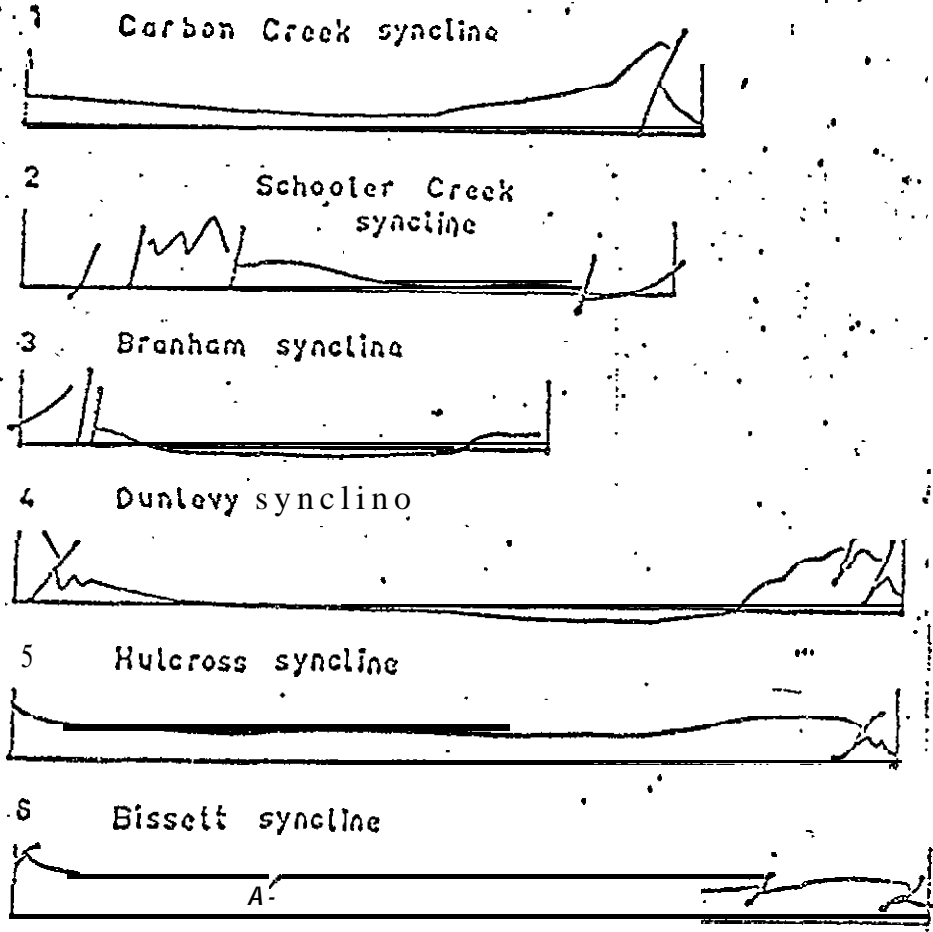 1 Carbon Creek syncline
2 Schooler Creek
syncline
3 Branham syncline
4 Dunlevy synclino
5 Hulcross syncline
6 Bissett syncline
A-